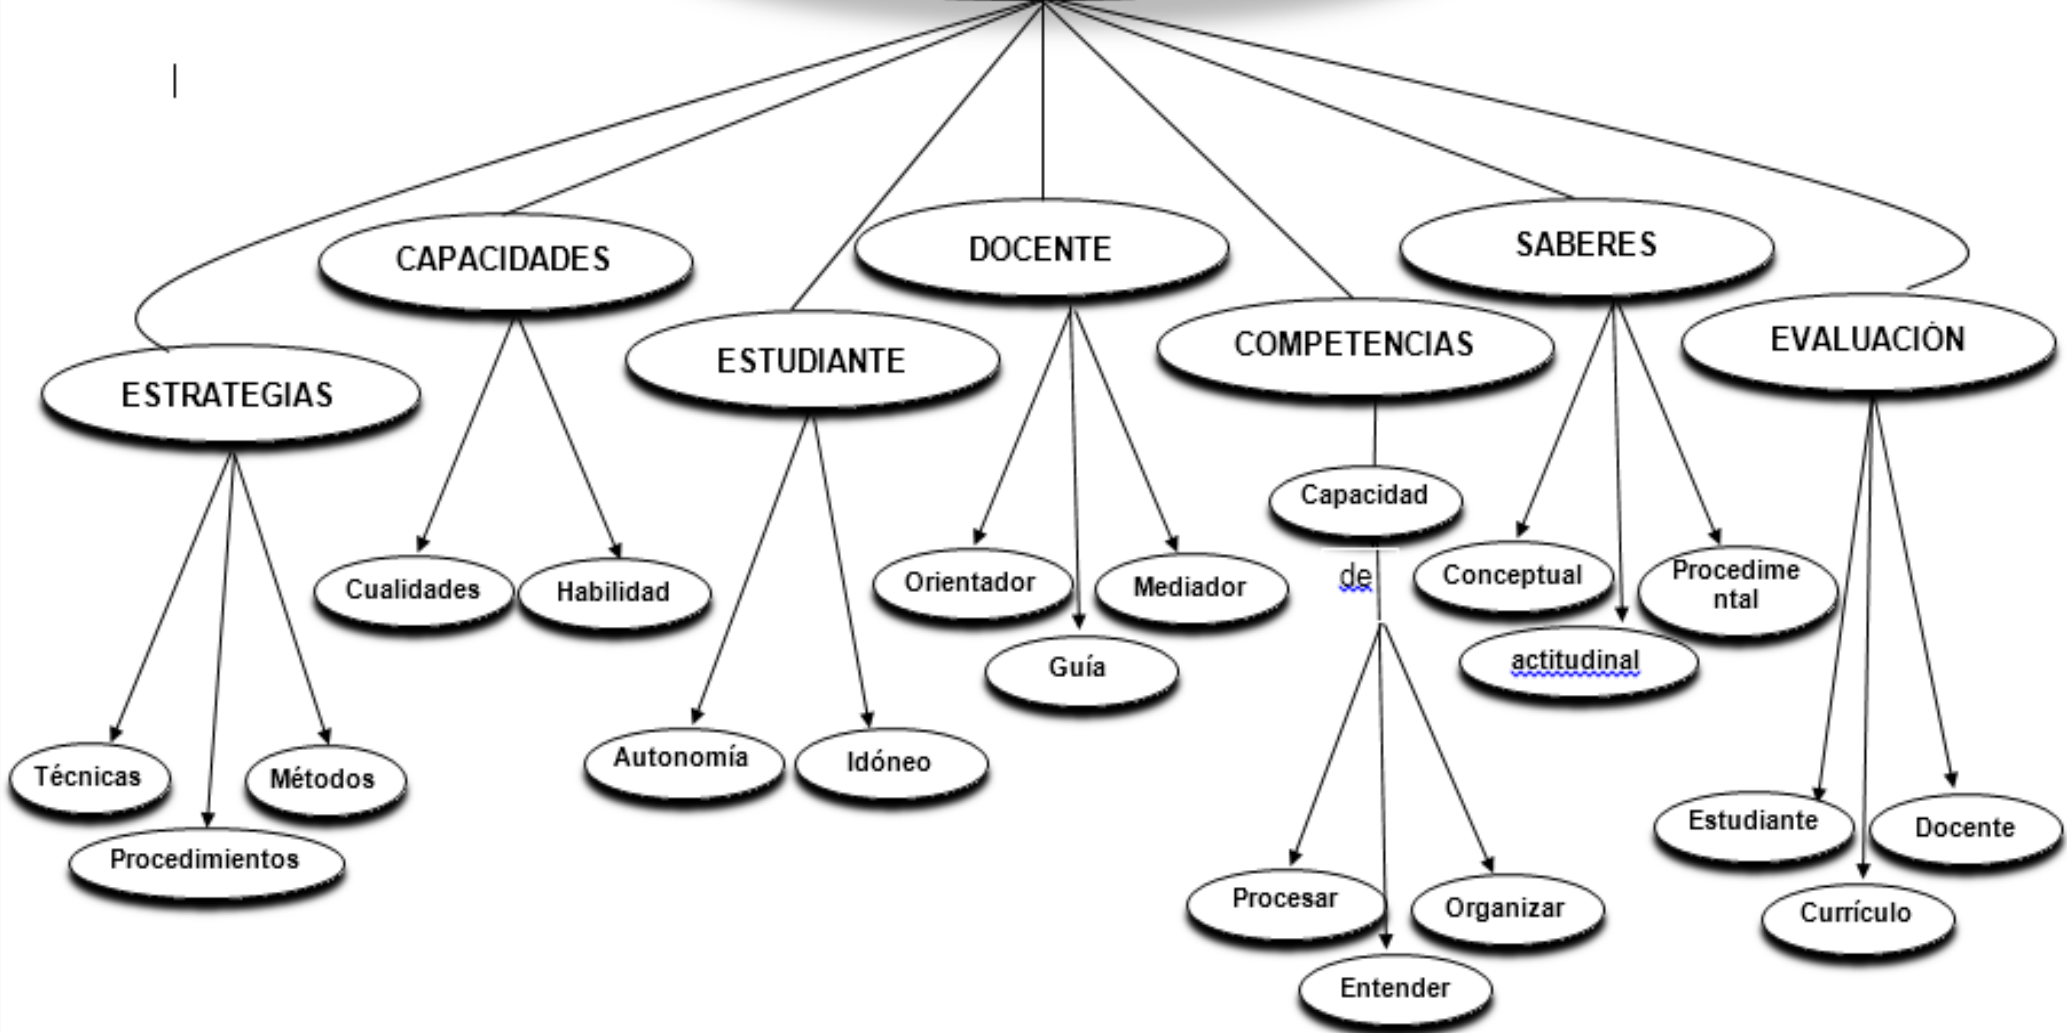 CAPACIDADES
DOCENTE
SABERES
ESTRATEGIAS
ESTUDIANTE
COMPETENCIAS
EVALUACIÓN
Capacidad
de
Cualidades
Habilidad
Orientador
Mediador
Guía
Conceptual
Procedime
ntal
actitudinal
Técnicas
Métodos
Procedimientos
Autonomía
Idóneo
Procesar
Organizar
Entender
Estudiante
Docente
Currículo